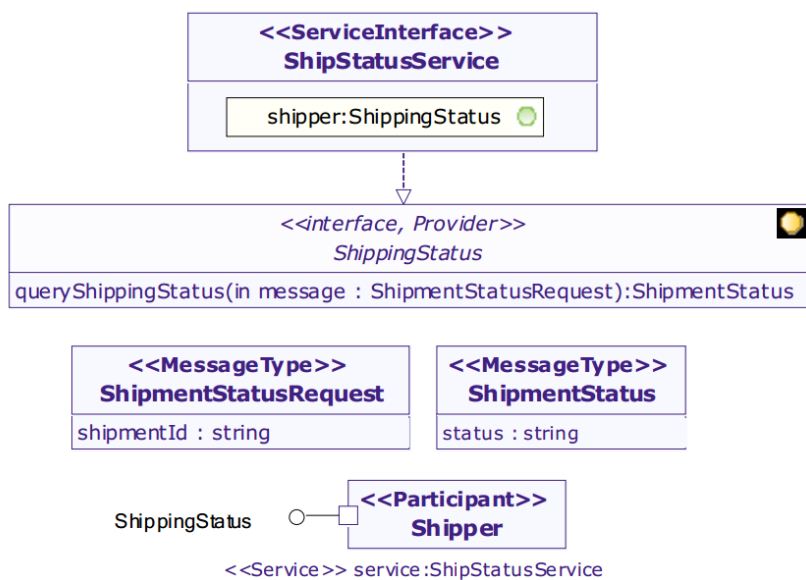 <<ServiceInterface>>
ShipStatusService
shipper:ShippingStatus
<<interface, Provider>>
ShippingStatus
queryShippingStatus(in message : ShipmentStatusRequest):ShipmentStatus
<<MessageType>>
ShipmentStatusRequest
shipmentId : string
<<MessageType>>
ShipmentStatus
status : string
<<Participant>>
Shipper
ShippingStatus
<<Service>> service:ShipStatusService